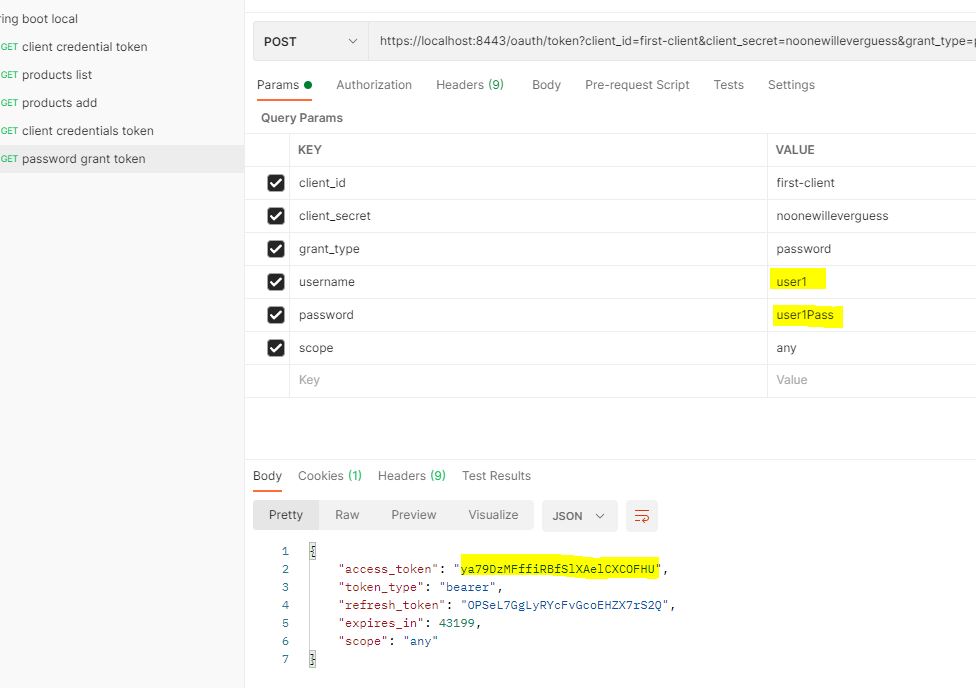 ring boot local
GET client credential token
GET products list
GET products add
GET client credentials token
GET password grant token
POST https://localhost:8443/oauth/token?client_id=first-client&client_secret=noonewilleverguess&grant_type=p
Params Authorization Headers (9) Body Pre-request Script Tests Settings
Query Params
KEY VALUE
client_id first-client
client_secret noonewilleverguess
grant_type password
username user1
password user1Pass
scope any
Key Value
Body Cookies (1) Headers (9) Test Results
Pretty Raw Preview Visualize JSON
1 {
2 "access_token": "ya79DzMFffiRBfSlXAelCXCOFHU",
3 "token_type": "bearer",
4 "refresh_token": "OPSeL7GgLyRYcFvGcoEHZX7rS2Q",
5 "expires_in": 43199,
6 "scope": "any"
7 }